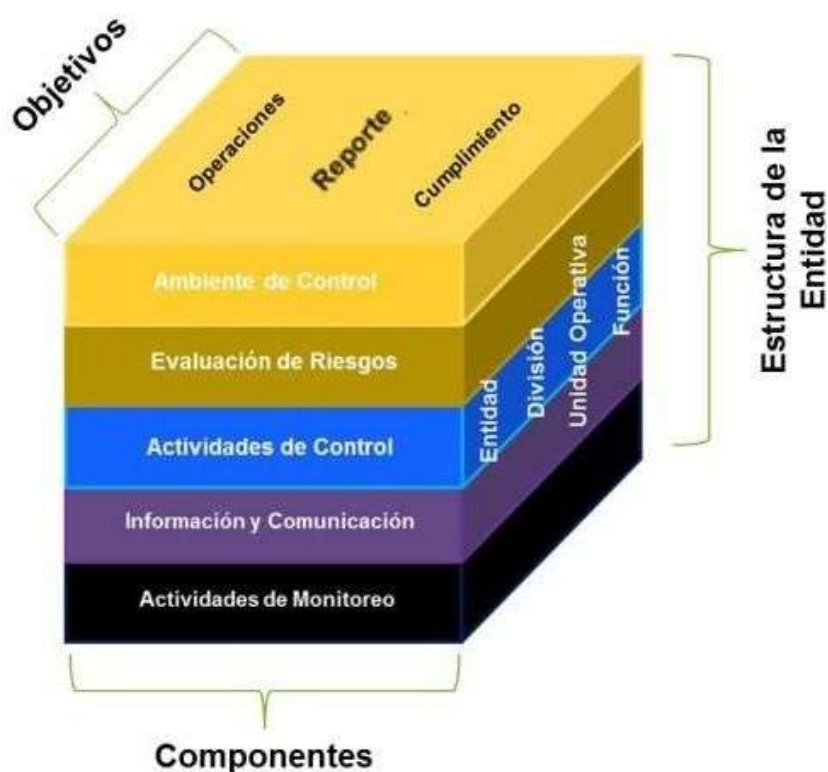 Objetivos
Operaciones
Reporte
Cumplimiento
Ambiente de Control
Evaluación de Riesgos
Actividades de Control
Información y Comunicación
Actividades de Monitoreo
Entidad
División
Unidad Operativa
Función
Estructura de la
Entidad
Componentes